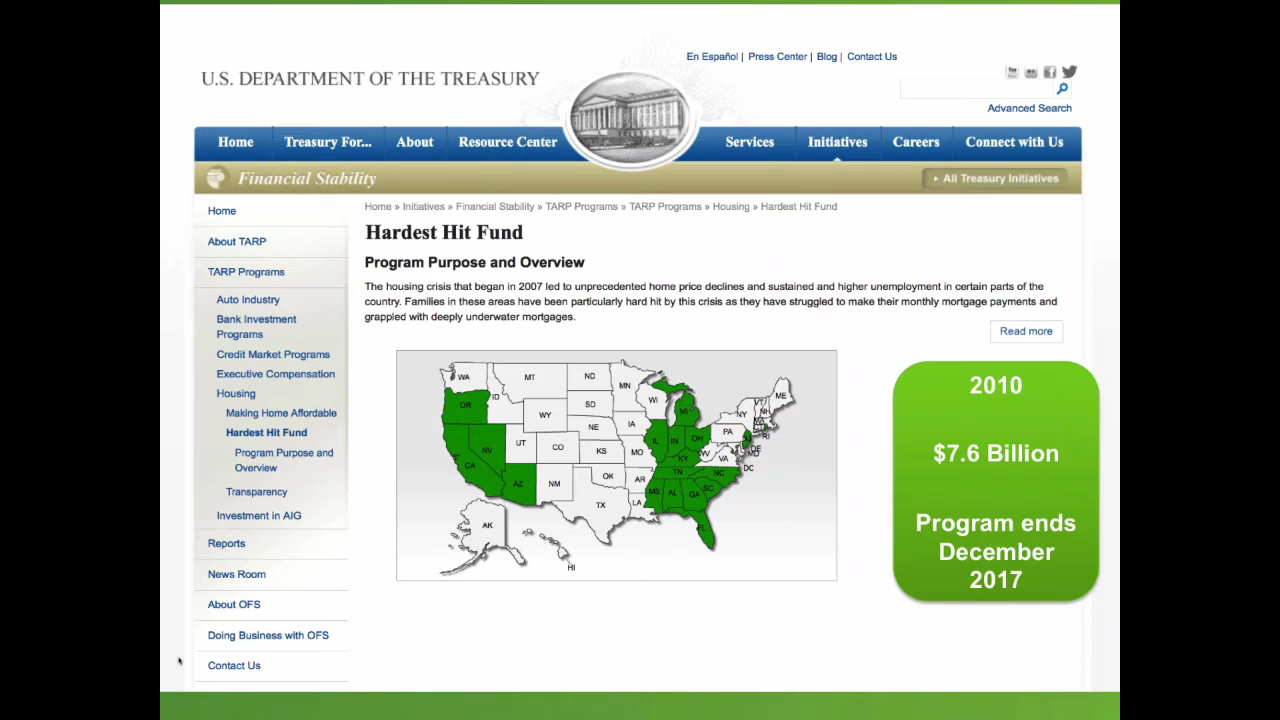 En Español | Press Center | Blog | Contact Us
U.S. DEPARTMENT OF THE TREASURY
Advanced Search
Home Treasury For... About Resource Center Services Initiatives Careers Connect with Us
Financial Stability
All Treasury Initiatives
Home » Initiatives » Financial Stability » TARP Programs » TARP Programs » Housing » Hardest Hit Fund
Home
About TARP
TARP Programs
Auto Industry
Bank Investment
Programs
Credit Market Programs
Executive Compensation
Housing
Making Home Affordable
Hardest Hit Fund
Program Purpose and
Overview
Transparency
Investment in AIG
Reports
News Room
About OFS
Doing Business with OFS
Contact Us
Hardest Hit Fund
Program Purpose and Overview
The housing crisis that began in 2007 led to unprecedented home price declines and sustained and higher unemployment in certain parts of the
country. Families in these areas have been particularly hard hit by this crisis as they have struggled to make their monthly mortgage payments and
grappled with deeply underwater mortgages.
Read more
WA MT ND MN ME
OR ID SD WI MI VT NH
WY NY
NE IA PA RI
NV UT CO IL IN OH DE
CA KS MO KY WV VA MD
DC
AZ NM OK AR TN NC
MS AL GA SC
TX LA
AK FL
HI
2010
$7.6 Billion
Program ends
December
2017